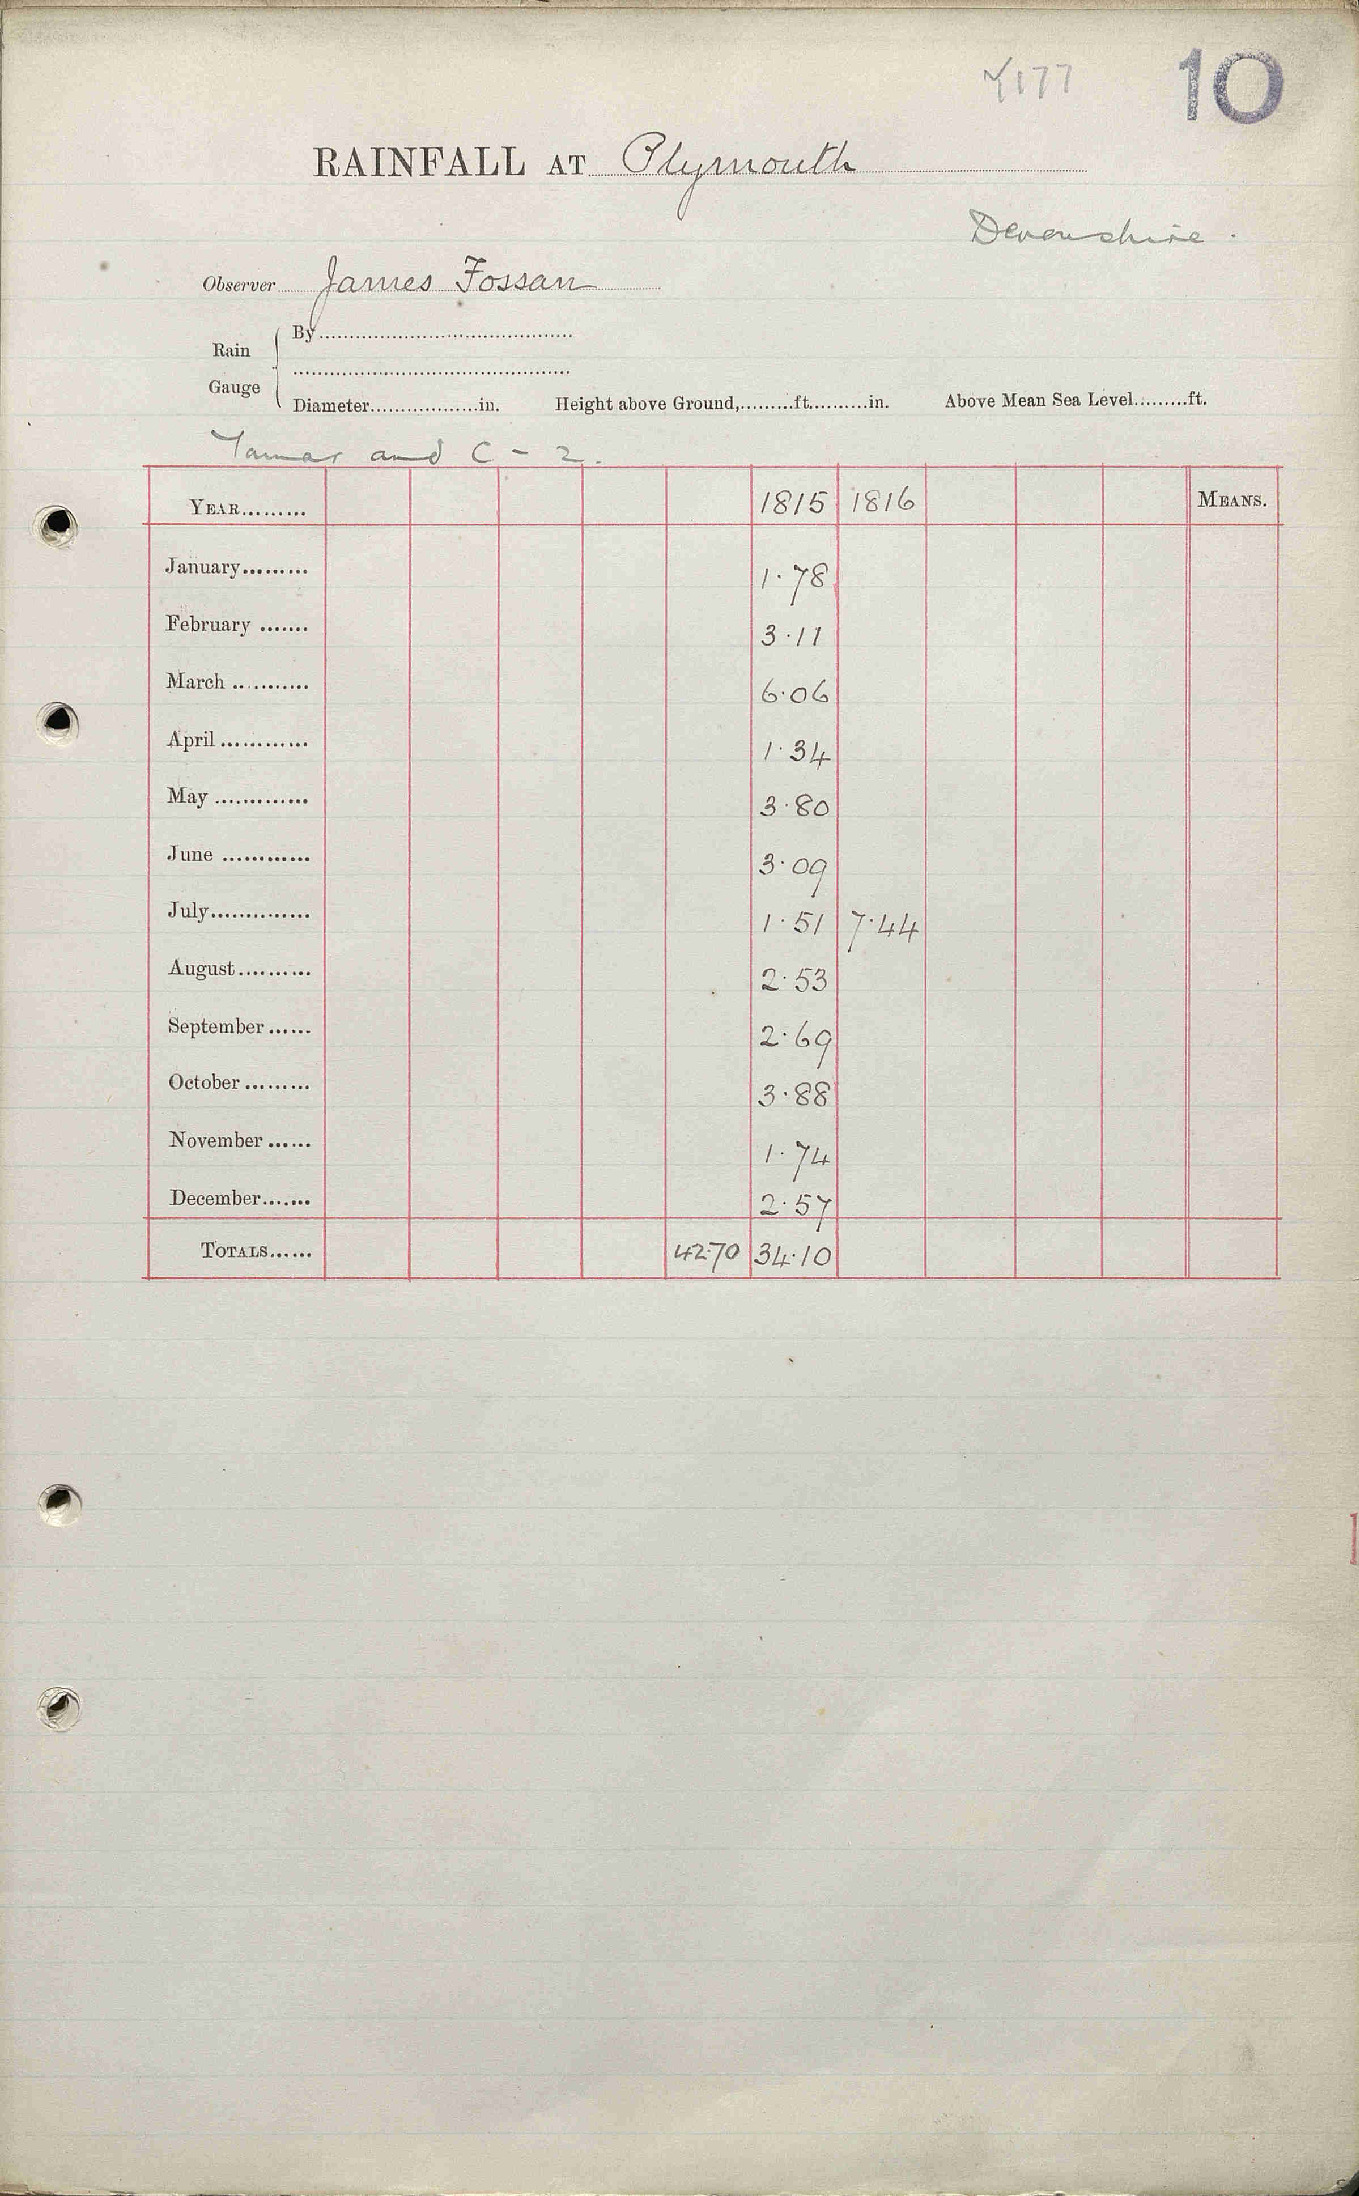 Y177 10
RAINFALL AT Plymouth
Devonshire.
Observer James Fossan
Rain Gauge
By
Diameter..................in. Height above Ground,.........ft..........in. Above Mean Sea Level.........ft.
Tamar and C - 2.
YEAR......... 1815 1816 MEANS.
January......... 1.78
February ....... 3.11
March ........... 6.06
April ............ 1.34
May ............. 3.80
June ............ 3.09
July.............. 1.51 7.44
August.......... 2.53
September...... 2.69
October ......... 3.88
November ...... 1.74
December....... 2.57
TOTALS...... 42.70 34.10